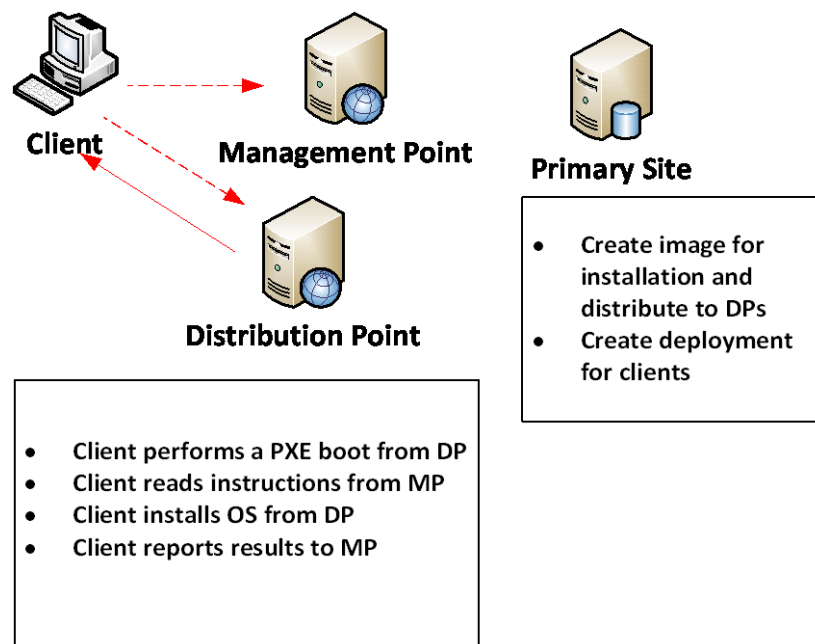 Client
Management Point
Primary Site
Distribution Point
• Create image for
installation and
distribute to DPs
• Create deployment
for clients
• Client performs a PXE boot from DP
• Client reads instructions from MP
• Client installs OS from DP
• Client reports results to MP